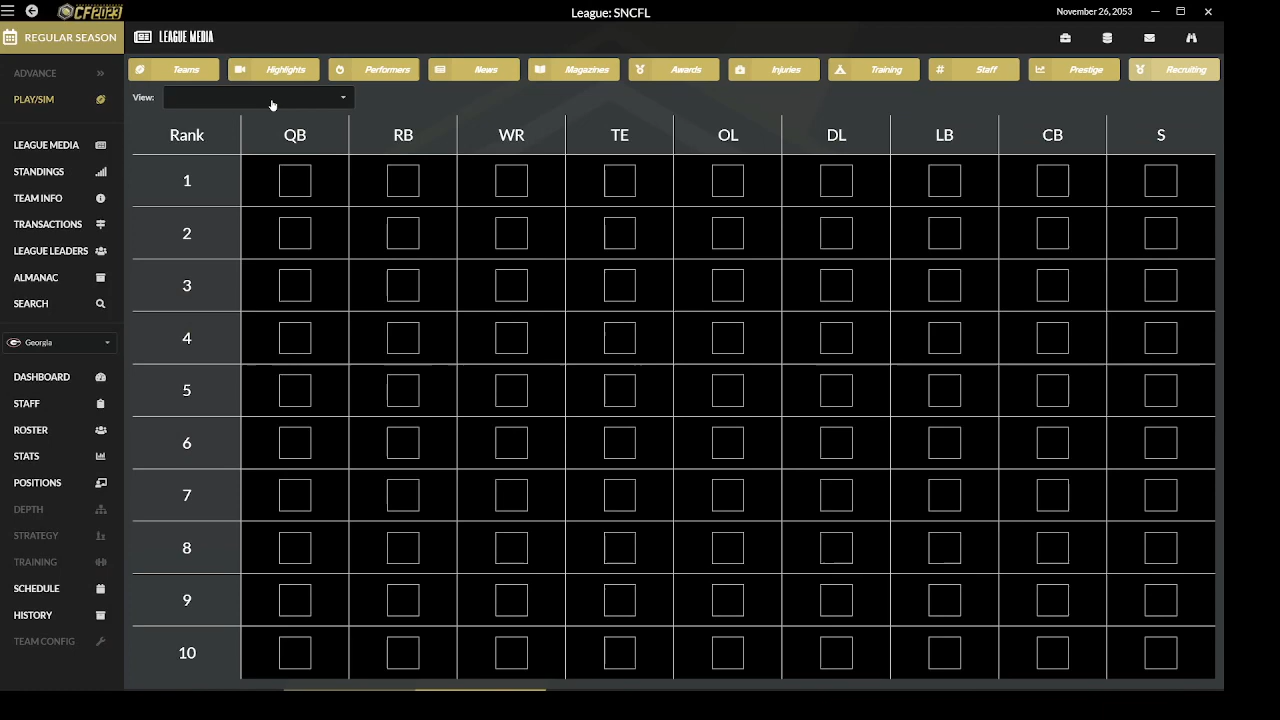 CF2023
League: SNCFL
November 26, 2053
REGULAR SEASON
LEAGUE MEDIA
ADVANCE
PLAY/SIM
LEAGUE MEDIA
STANDINGS
TEAM INFO
TRANSACTIONS
LEAGUE LEADERS
ALMANAC
SEARCH
Georgia
DASHBOARD
STAFF
ROSTER
STATS
POSITIONS
DEPTH
STRATEGY
TRAINING
SCHEDULE
HISTORY
TEAM CONFIG
Teams Highlights Performers News Magazines Awards Injuries Training # Staff Prestige Recruiting
View:
Rank QB RB WR TE OL DL LB CB S
1
2
3
4
5
6
7
8
9
10